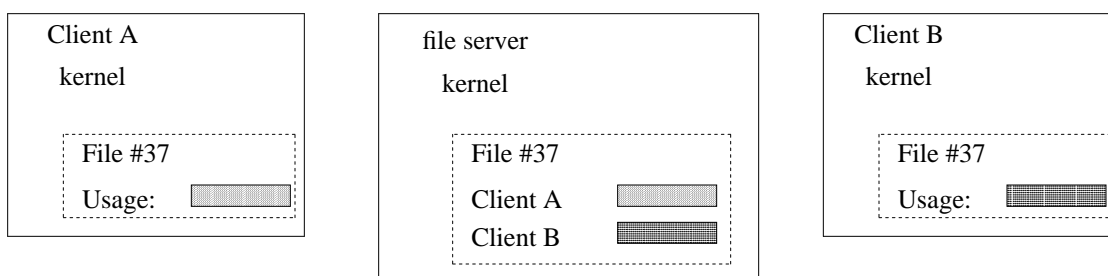 Client A
kernel
File #37
Usage:
file server
kernel
File #37
Client A
Client B
Client B
kernel
File #37
Usage: